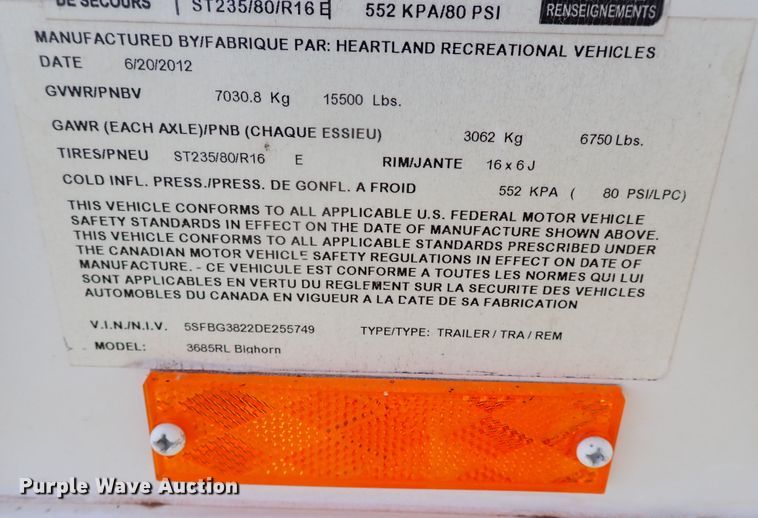 DE SECOURS ST235/80/R16 E 552 KPA/80 PSI
RENSEIGNEMENTS
MANUFACTURED BY/FABRIQUE PAR: HEARTLAND RECREATIONAL VEHICLES
DATE 6/20/2012
GVWR/PNBV 7030.8 Kg 15500 Lbs.
GAWR (EACH AXLE)/PNB (CHAQUE ESSIEU) 3062 Kg 6750 Lbs.
TIRES/PNEU ST235/80/R16 E RIM/JANTE 16 x 6 J
COLD INFL. PRESS./PRESS. DE GONFL. A FROID 552 KPA ( 80 PSI/LPC)
THIS VEHICLE CONFORMS TO ALL APPLICABLE U.S. FEDERAL MOTOR VEHICLE
SAFETY STANDARDS IN EFFECT ON THE DATE OF MANUFACTURE SHOWN ABOVE.
THIS VEHICLE CONFORMS TO ALL APPLICABLE STANDARDS PRESCRIBED UNDER
THE CANADIAN MOTOR VEHICLE SAFETY REGULATIONS IN EFFECT ON DATE OF
MANUFACTURE. - CE VEHICULE EST CONFORME A TOUTES LES NORMES QUI LUI
SONT APPLICABLES EN VERTU DU REGLEMENT SUR LA SECURITE DES VEHICLES
AUTOMOBILES DU CANADA EN VIGUEUR A LA DATE DE SA FABRICATION
V.I.N./N.I.V. 5SFBG3822DE255749 TYPE/TYPE: TRAILER / TRA / REM
MODEL: 3685RL Bighorn
Purple Wave Auction